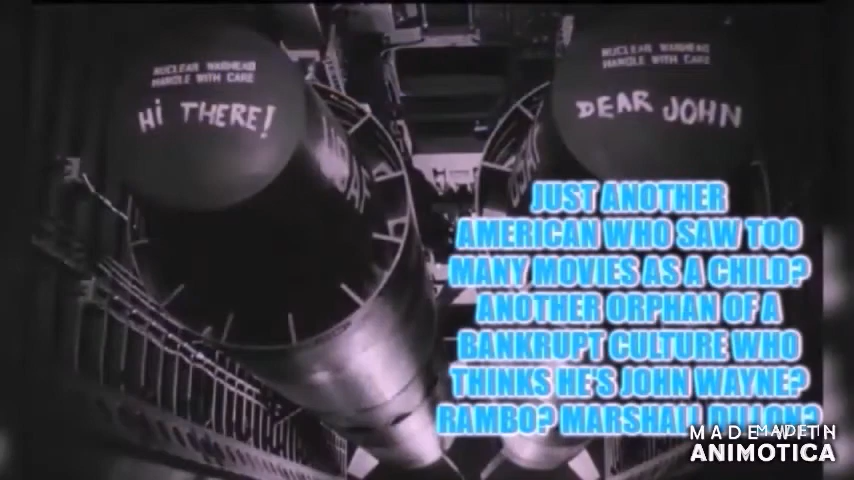 NUCLEAR WARHEAD
HANDLE WITH CARE
HI THERE!
USAF
NUCLEAR WARHEAD
HANDLE WITH CARE
DEAR JOHN
JUST ANOTHER
AMERICAN WHO SAW TOO
MANY MOVIES AS A CHILD?
ANOTHER ORPHAN OF A
BANKRUPT CULTURE WHO
THINKS HE'S JOHN WAYNE?
RAMBO? MARSHALL DILLON?
MADE WITH
ANIMOTICA